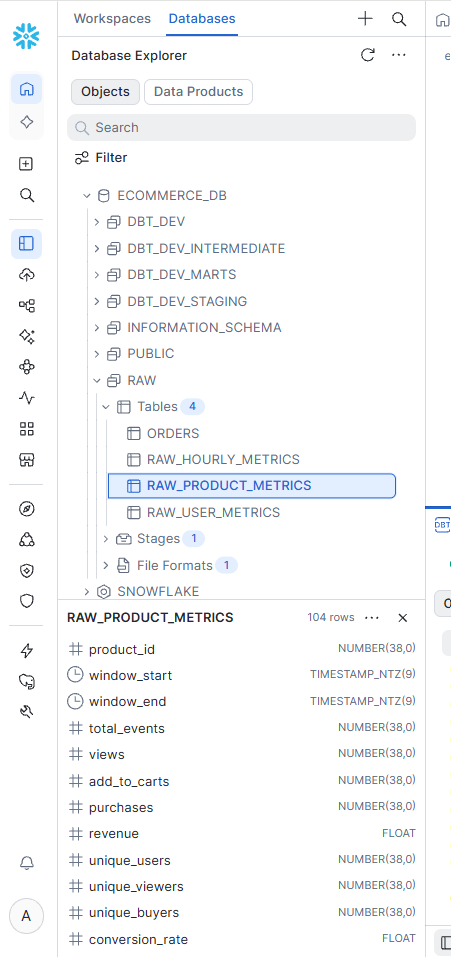 Workspaces Databases
Database Explorer
Objects Data Products
Search
Filter
ECOMMERCE_DB
DBT_DEV
DBT_DEV_INTERMEDIATE
DBT_DEV_MARTS
DBT_DEV_STAGING
INFORMATION_SCHEMA
PUBLIC
RAW
Tables 4
ORDERS
RAW_HOURLY_METRICS
RAW_PRODUCT_METRICS
RAW_USER_METRICS
Stages 1
File Formats 1
SNOWFLAKE
RAW_PRODUCT_METRICS 104 rows
product_id NUMBER(38,0)
window_start TIMESTAMP_NTZ(9)
window_end TIMESTAMP_NTZ(9)
total_events NUMBER(38,0)
views NUMBER(38,0)
add_to_carts NUMBER(38,0)
purchases NUMBER(38,0)
revenue FLOAT
unique_users NUMBER(38,0)
unique_viewers NUMBER(38,0)
unique_buyers NUMBER(38,0)
conversion_rate FLOAT
A
DBT